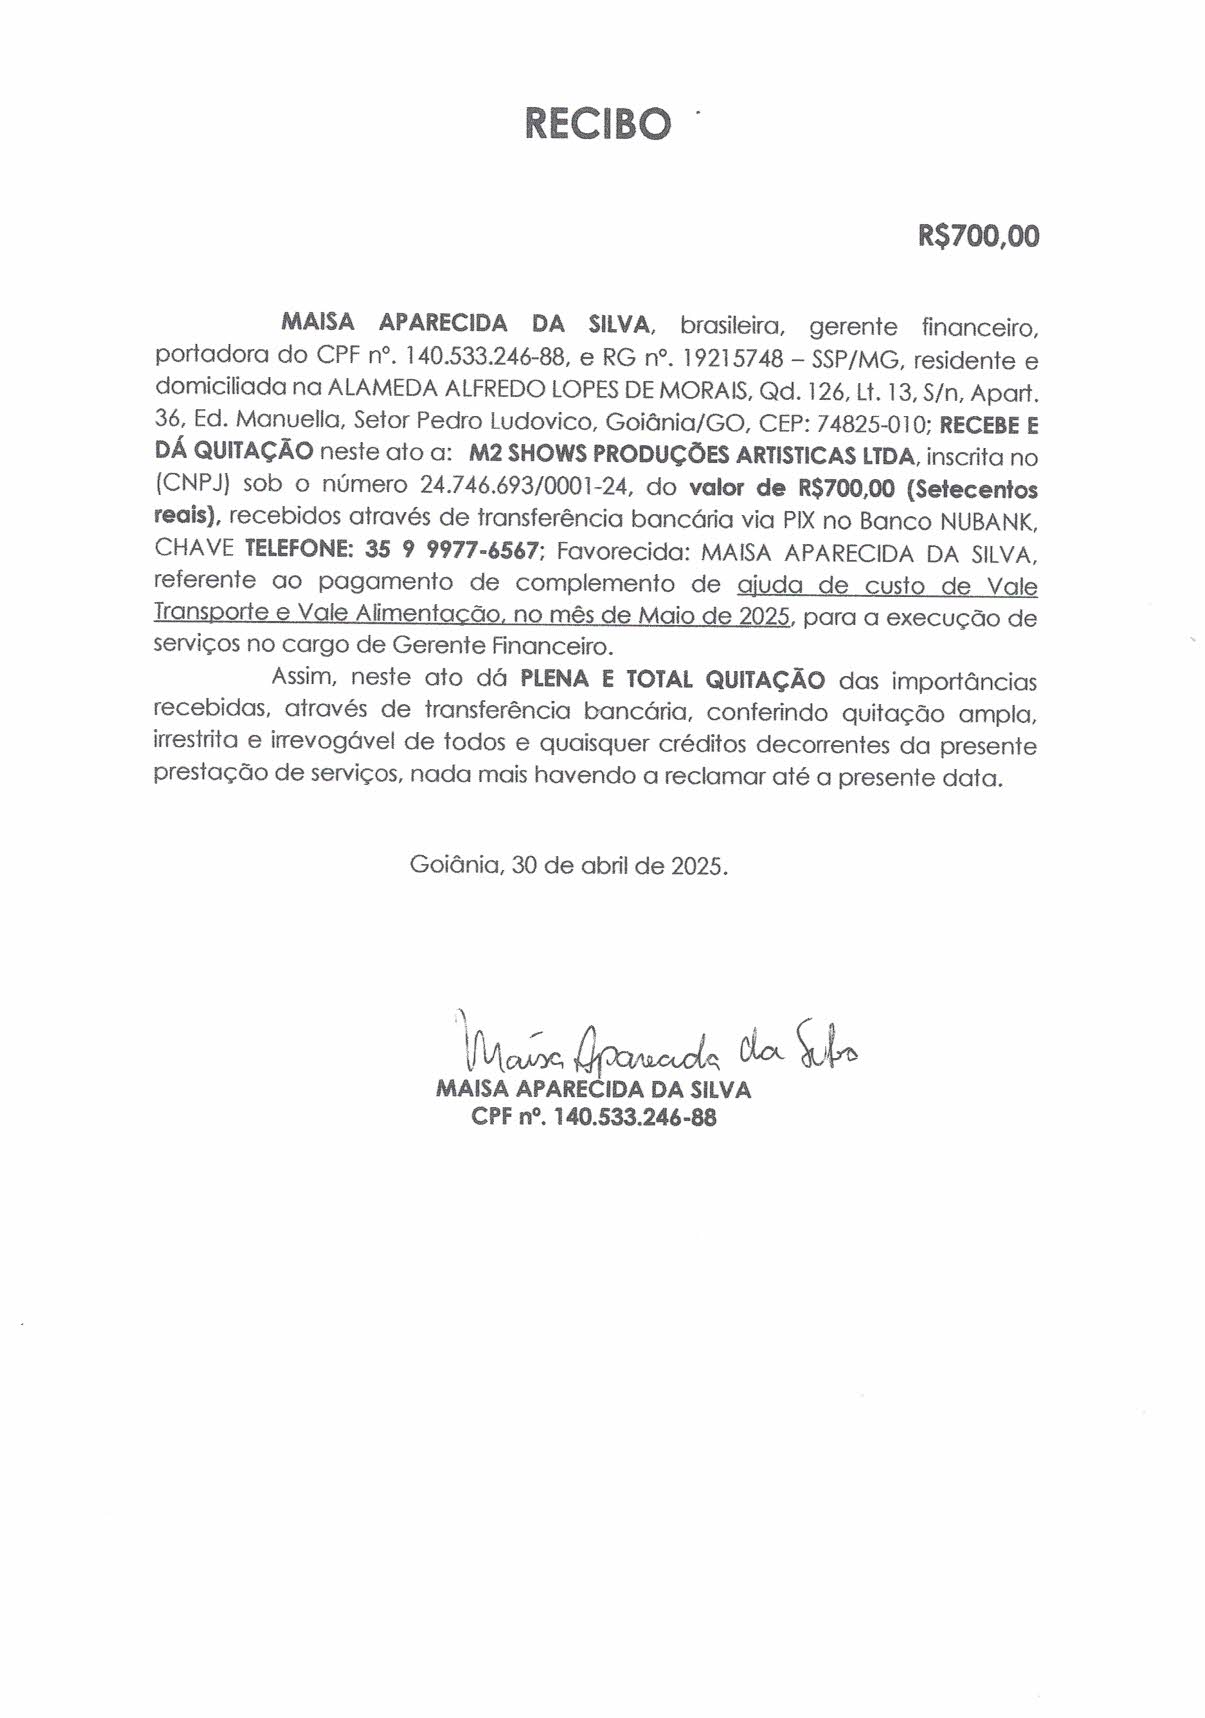 RECIBO
R$700,00
MAISA APARECIDA DA SILVA, brasileira, gerente financeiro,
portadora do CPF nº. 140.533.246-88, e RG nº. 19215748 – SSP/MG, residente e
domiciliada na ALAMEDA ALFREDO LOPES DE MORAIS, Qd. 126, Lt. 13, S/n, Apart.
36, Ed. Manuella, Setor Pedro Ludovico, Goiânia/GO, CEP: 74825-010; RECEBE E
DÁ QUITAÇÃO neste ato a: M2 SHOWS PRODUÇÕES ARTISTICAS LTDA, inscrita no
(CNPJ) sob o número 24.746.693/0001-24, do valor de R$700,00 (Setecentos
reais), recebidos através de transferência bancária via PIX no Banco NUBANK,
CHAVE TELEFONE: 35 9 9977-6567; Favorecida: MAISA APARECIDA DA SILVA,
referente ao pagamento de complemento de ajuda de custo de Vale
Transporte e Vale Alimentação, no mês de Maio de 2025, para a execução de
serviços no cargo de Gerente Financeiro.
Assim, neste ato dá PLENA E TOTAL QUITAÇÃO das importâncias
recebidas, através de transferência bancária, conferindo quitação ampla,
irrestrita e irrevogável de todos e quaisquer créditos decorrentes da presente
prestação de serviços, nada mais havendo a reclamar até a presente data.
Goiânia, 30 de abril de 2025.
Maisa Aparecida da Silva
MAISA APARECIDA DA SILVA
CPF nº. 140.533.246-88